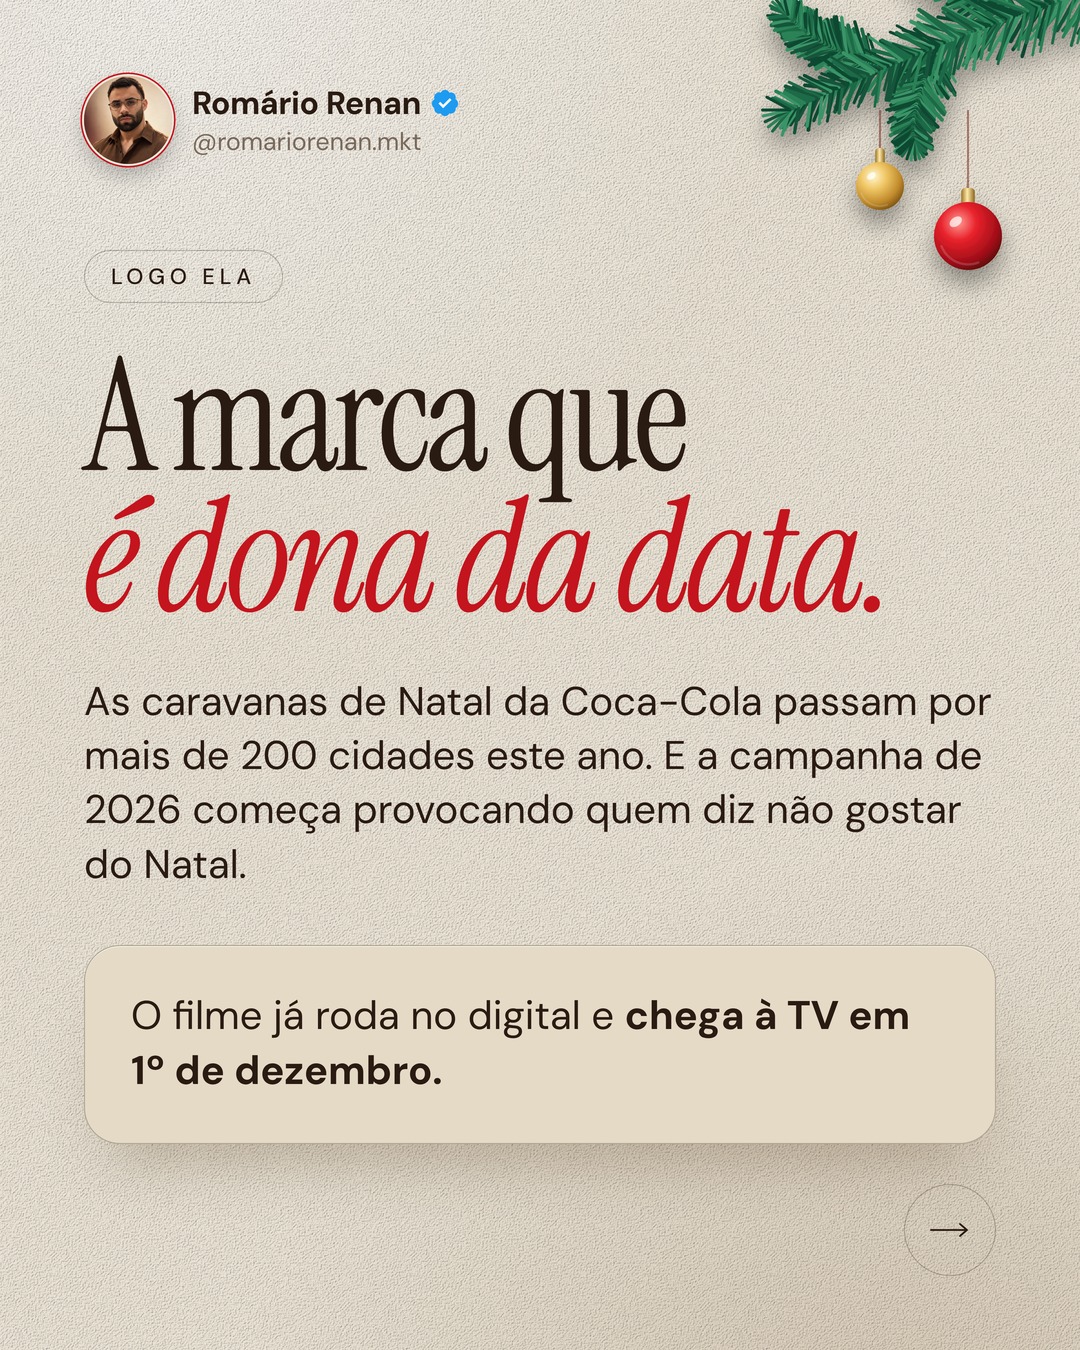 Romário Renan
@romariorenan.mkt
LOGO ELA
A marca que
é dona da data.
As caravanas de Natal da Coca-Cola passam por
mais de 200 cidades este ano. E a campanha de
2026 começa provocando quem diz não gostar
do Natal.
O filme já roda no digital e chega à TV em
1º de dezembro.